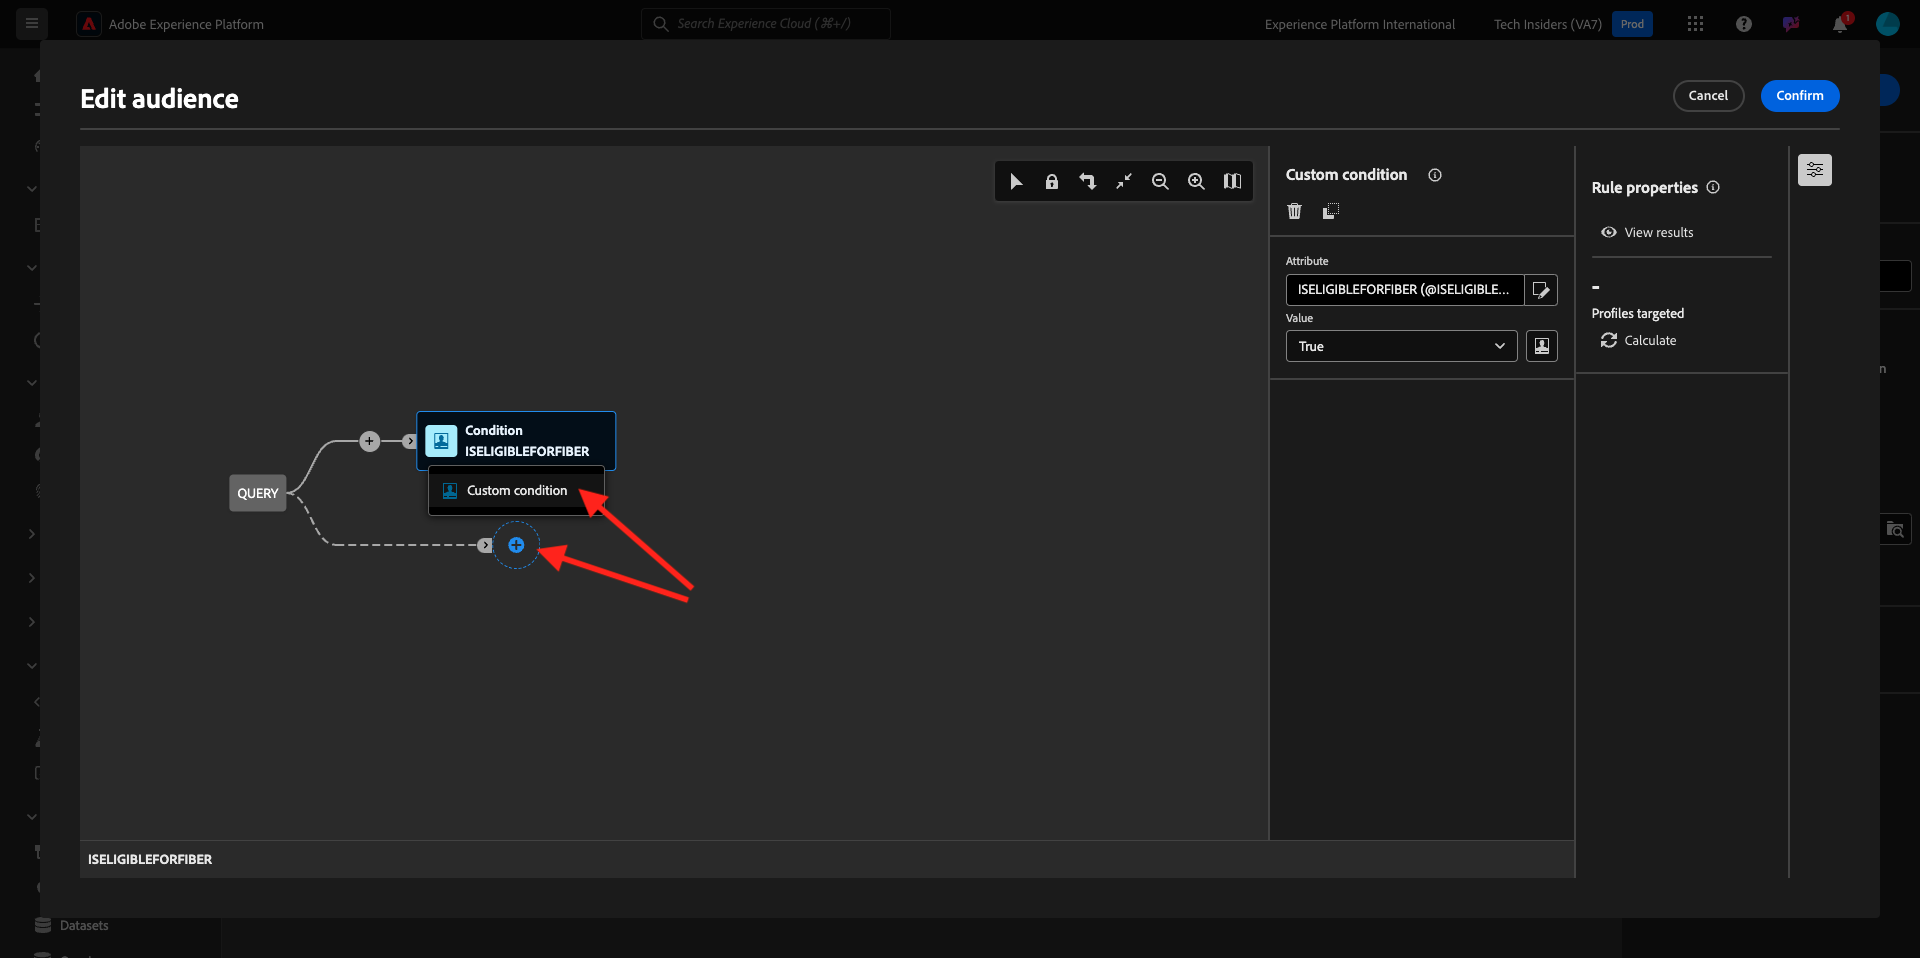 Adobe Experience Platform
Search Experience Cloud (⌘+/)
Experience Platform International
Tech Insiders (VA7)
Prod
1
Edit audience
Cancel
Confirm
Custom condition
Rule properties
View results
Attribute
ISELIGIBLEFORFIBER (@ISELIGIBLE...
-
Profiles targeted
Value
True
Calculate
Condition
ISELIGIBLEFORFIBER
Custom condition
QUERY
ISELIGIBLEFORFIBER
Datasets